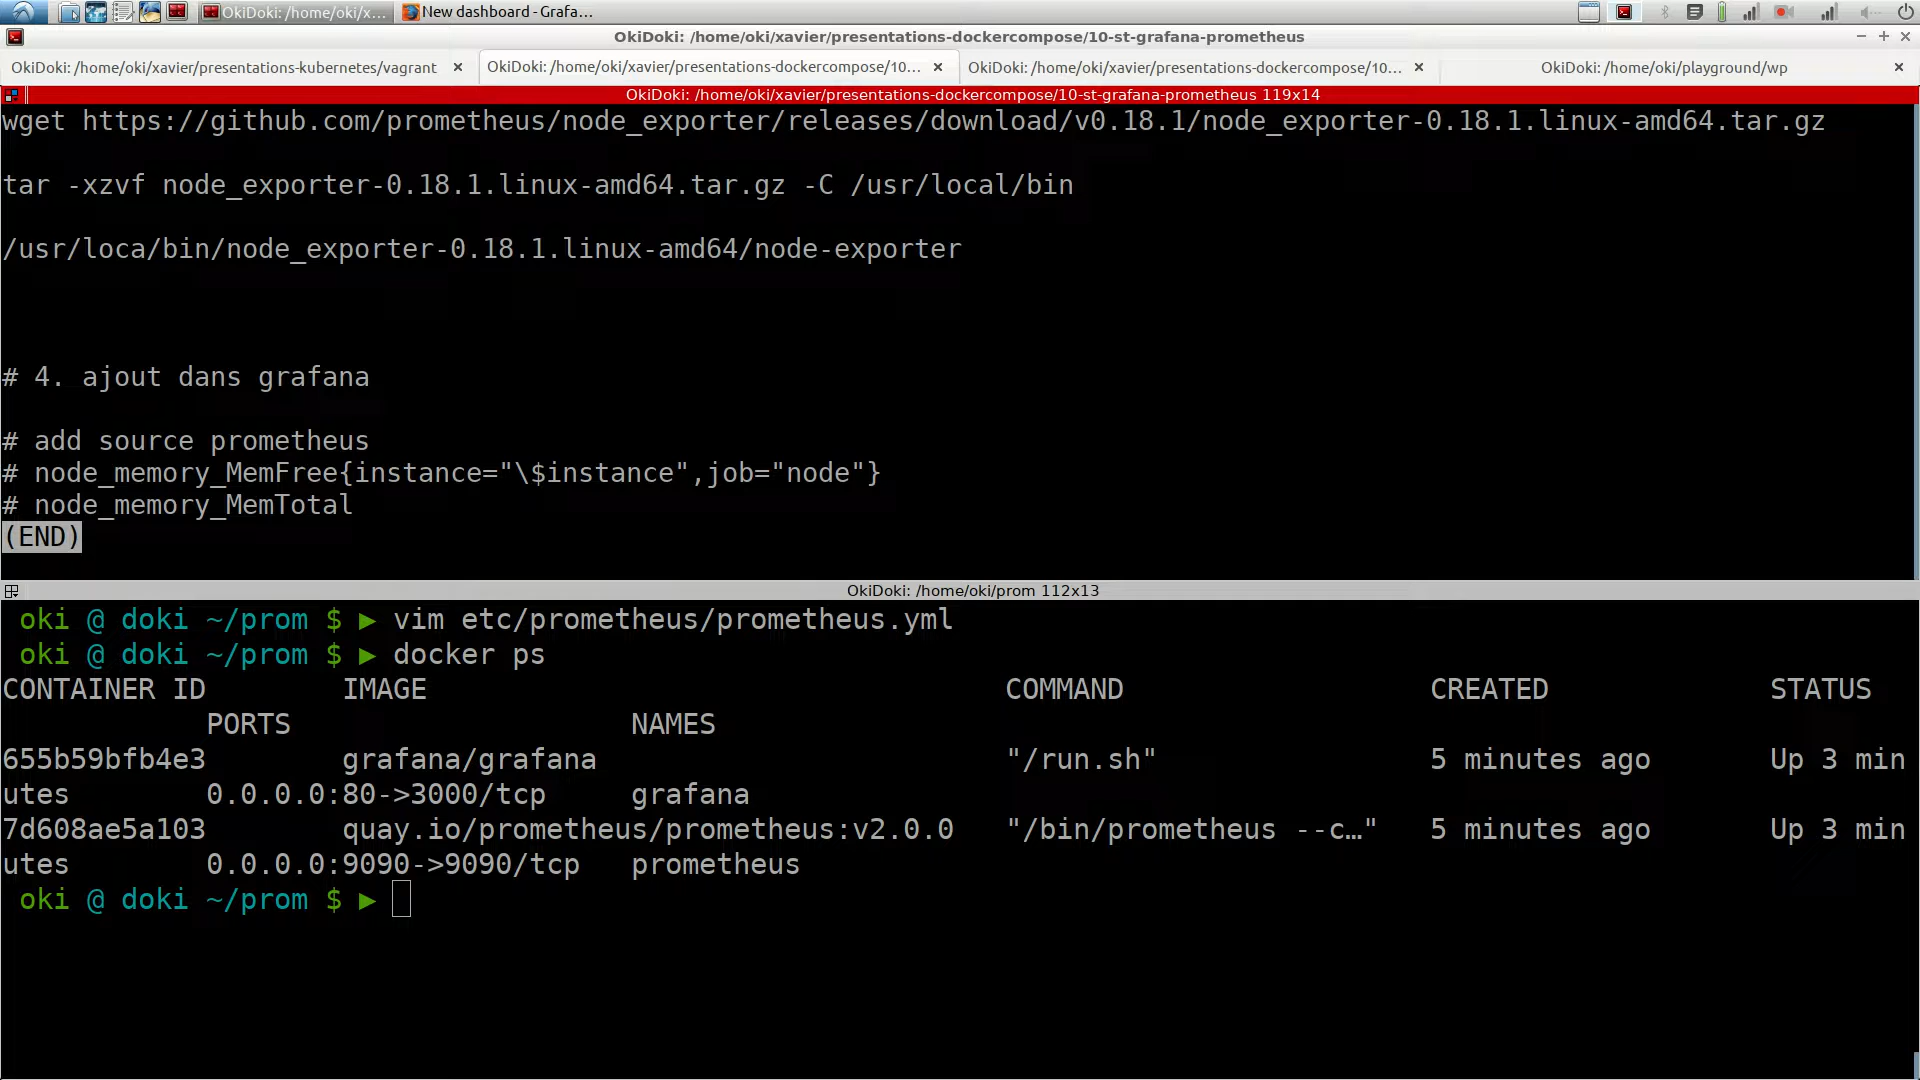 OkiDoki: /home/oki/x...
New dashboard - Grafa...
OkiDoki: /home/oki/xavier/presentations-dockercompose/10-st-grafana-prometheus
OkiDoki: /home/oki/xavier/presentations-kubernetes/vagrant
OkiDoki: /home/oki/xavier/presentations-dockercompose/10...
OkiDoki: /home/oki/xavier/presentations-dockercompose/10...
OkiDoki: /home/oki/playground/wp
OkiDoki: /home/oki/xavier/presentations-dockercompose/10-st-grafana-prometheus 119x14
wget https://github.com/prometheus/node_exporter/releases/download/v0.18.1/node_exporter-0.18.1.linux-amd64.tar.gz
tar -xzvf node_exporter-0.18.1.linux-amd64.tar.gz -C /usr/local/bin
/usr/loca/bin/node_exporter-0.18.1.linux-amd64/node-exporter
# 4. ajout dans grafana
# add source prometheus
# node_memory_MemFree{instance="\$instance",job="node"}
# node_memory_MemTotal
(END)
OkiDoki: /home/oki/prom 112x13
oki @ doki ~/prom $ ▶ vim etc/prometheus/prometheus.yml
oki @ doki ~/prom $ ▶ docker ps
CONTAINER ID        IMAGE                                  COMMAND                  CREATED             STATUS
            PORTS                    NAMES
655b59bfb4e3        grafana/grafana                        "/run.sh"                5 minutes ago       Up 3 min
utes        0.0.0.0:80->3000/tcp     grafana
7d608ae5a103        quay.io/prometheus/prometheus:v2.0.0   "/bin/prometheus --c…"   5 minutes ago       Up 3 min
utes        0.0.0.0:9090->9090/tcp   prometheus
oki @ doki ~/prom $ ▶